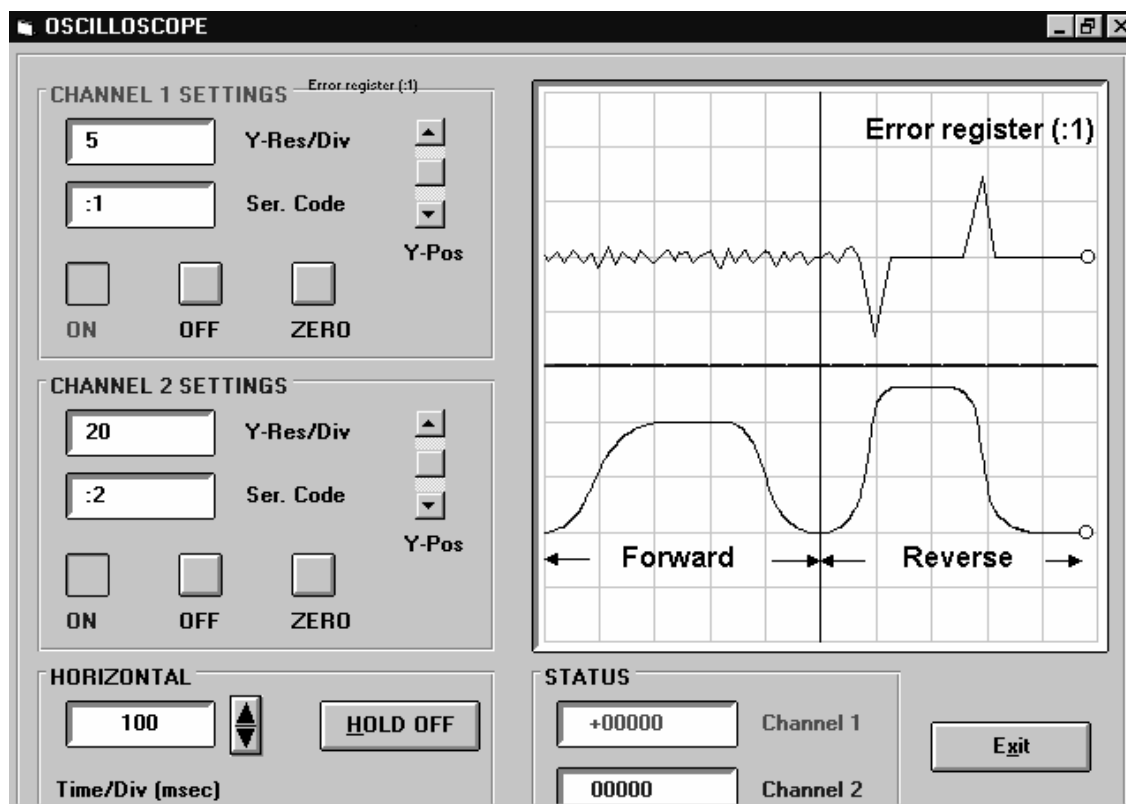 OSCILLOSCOPE
CHANNEL 1 SETTINGS
Error register (:1)
5
Y-Res/Div
:1
Ser. Code
Y-Pos
ON
OFF
ZERO
CHANNEL 2 SETTINGS
20
Y-Res/Div
:2
Ser. Code
Y-Pos
ON
OFF
ZERO
HORIZONTAL
100
HOLD OFF
Time/Div (msec)
Error register (:1)
Forward
Reverse
STATUS
+00000
Channel 1
00000
Channel 2
Exit